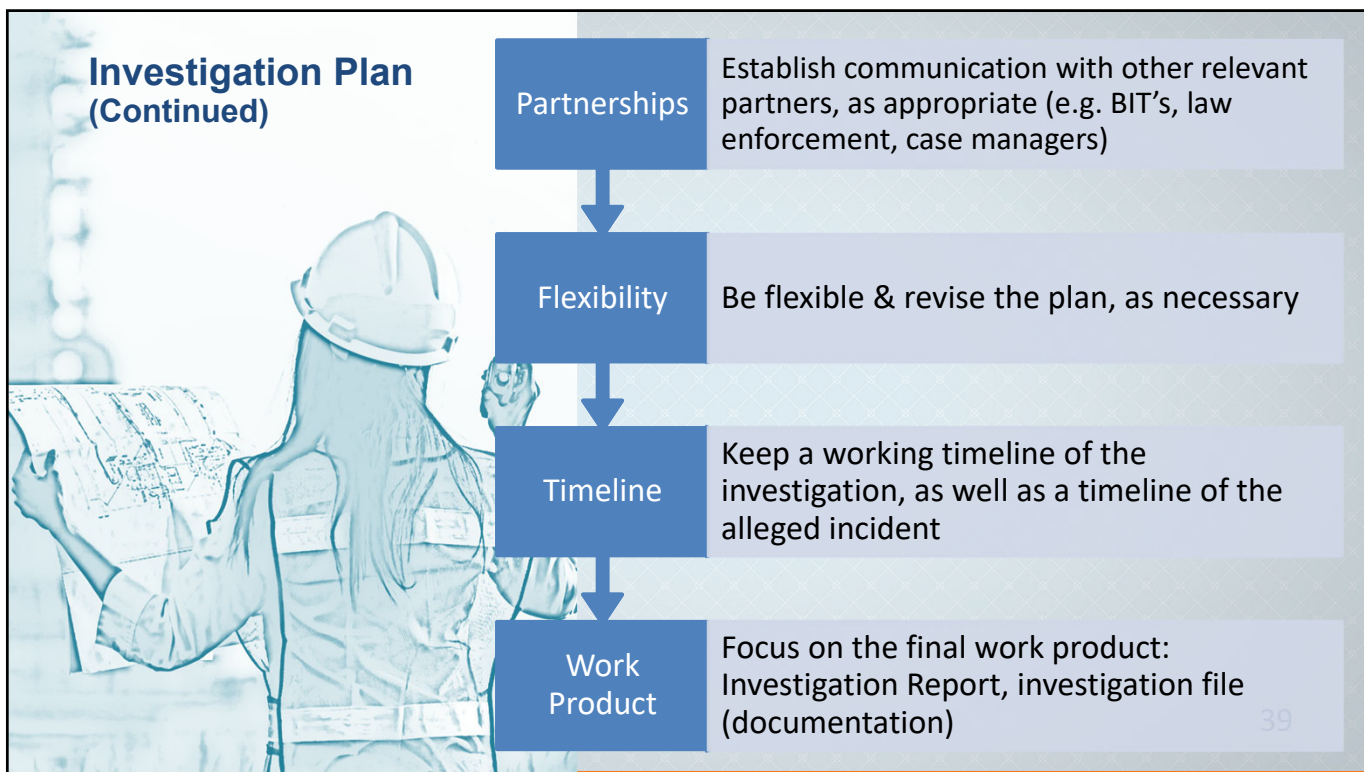 Investigation Plan
(Continued)
Partnerships
Establish communication with other relevant
partners, as appropriate (e.g. BIT’s, law
enforcement, case managers)
Flexibility
Be flexible & revise the plan, as necessary
Timeline
Keep a working timeline of the
investigation, as well as a timeline of the
alleged incident
Work
Product
Focus on the final work product:
Investigation Report, investigation file
(documentation)
39